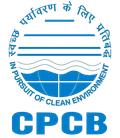 स्वच्छ पर्यावरण के लिए प्रतिबद्ध
IN PURSUIT OF CLEAN ENVIRONMENT
CPCB